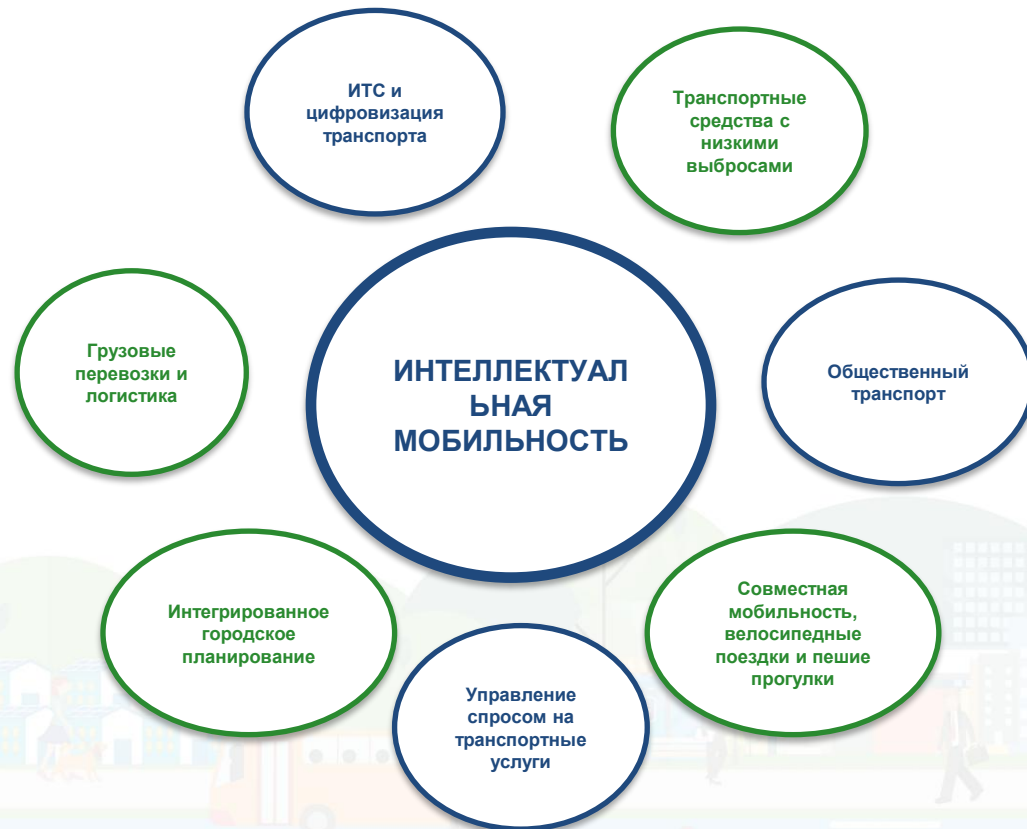 ИТС и
цифровизация
транспорта
Транспортные
средства с
низкими
выбросами
Грузовые
перевозки и
логистика
ИНТЕЛЛЕКТУАЛ
ЬНАЯ
МОБИЛЬНОСТЬ
Общественный
транспорт
Интегрированное
городское
планирование
Управление
спросом на
транспортные
услуги
Совместная
мобильность,
велосипедные
поездки и пешие
прогулки